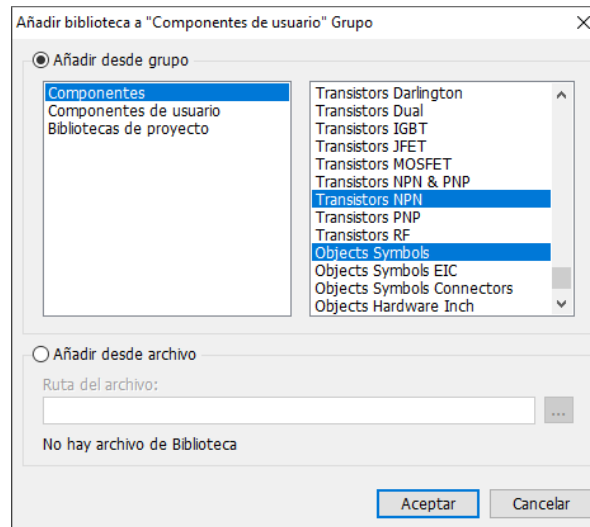 Añadir biblioteca a "Componentes de usuario" Grupo
Añadir desde grupo
Componentes
Componentes de usuario
Bibliotecas de proyecto
Transistors Darlington
Transistors Dual
Transistors IGBT
Transistors JFET
Transistors MOSFET
Transistors NPN & PNP
Transistors NPN
Transistors PNP
Transistors RF
Objects Symbols
Objects Symbols EIC
Objects Symbols Connectors
Objects Hardware Inch
Añadir desde archivo
Ruta del archivo:
...
No hay archivo de Biblioteca
Aceptar
Cancelar